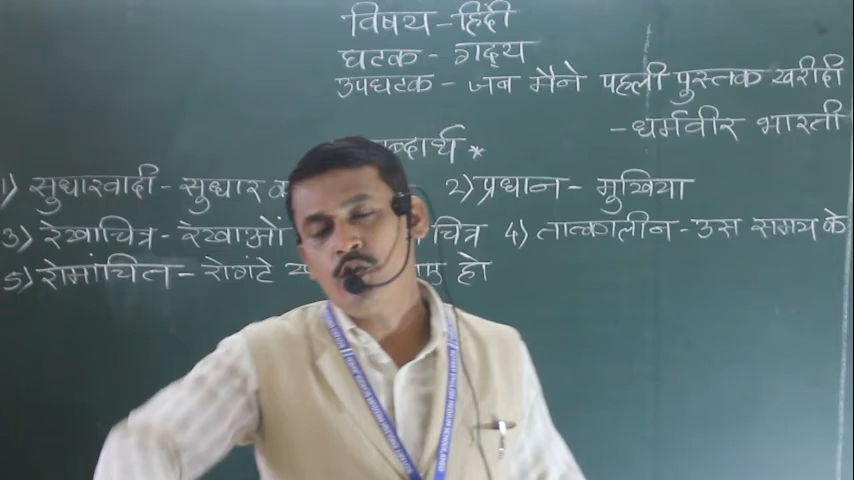 विषय-हिंदी
घटक - गद्य
उपघटक - जब मैने पहली पुस्तक खरीदी
-धर्मवीर भारती
ब्दार्थ *
1) सुधारवादी - सुधार 2) प्रधान - मुखिया
3) रेखाचित्र - रेखाओं चित्र 4) तात्कालीन - उस समय के
5) रोमांचित - रोगंटे हो